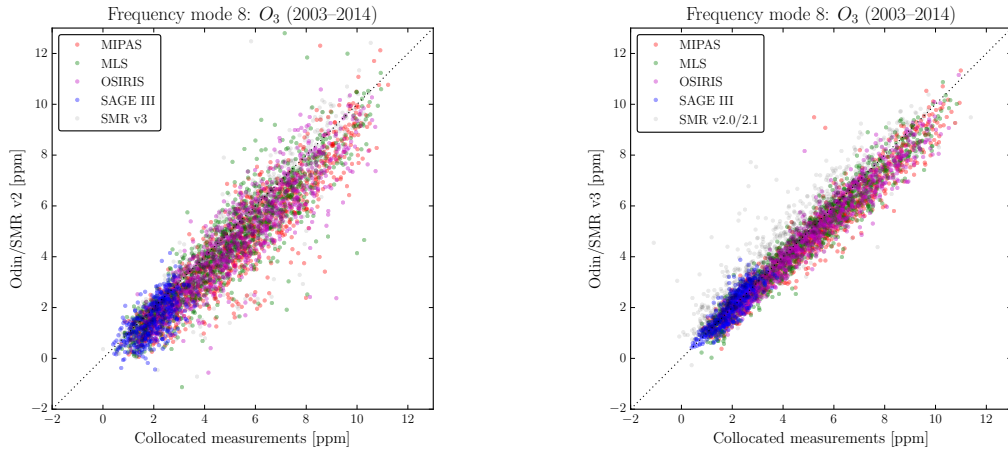 Frequency mode 8: O3 (2003–2014)
12
10
8
6
4
2
0
−2
Odin/SMR v2 [ppm]
MIPAS
MLS
OSIRIS
SAGE III
SMR v3
−2 0 2 4 6 8 10 12
Collocated measurements [ppm]
Frequency mode 8: O3 (2003–2014)
12
10
8
6
4
2
0
−2
Odin/SMR v3 [ppm]
MIPAS
MLS
OSIRIS
SAGE III
SMR v2.0/2.1
−2 0 2 4 6 8 10 12
Collocated measurements [ppm]